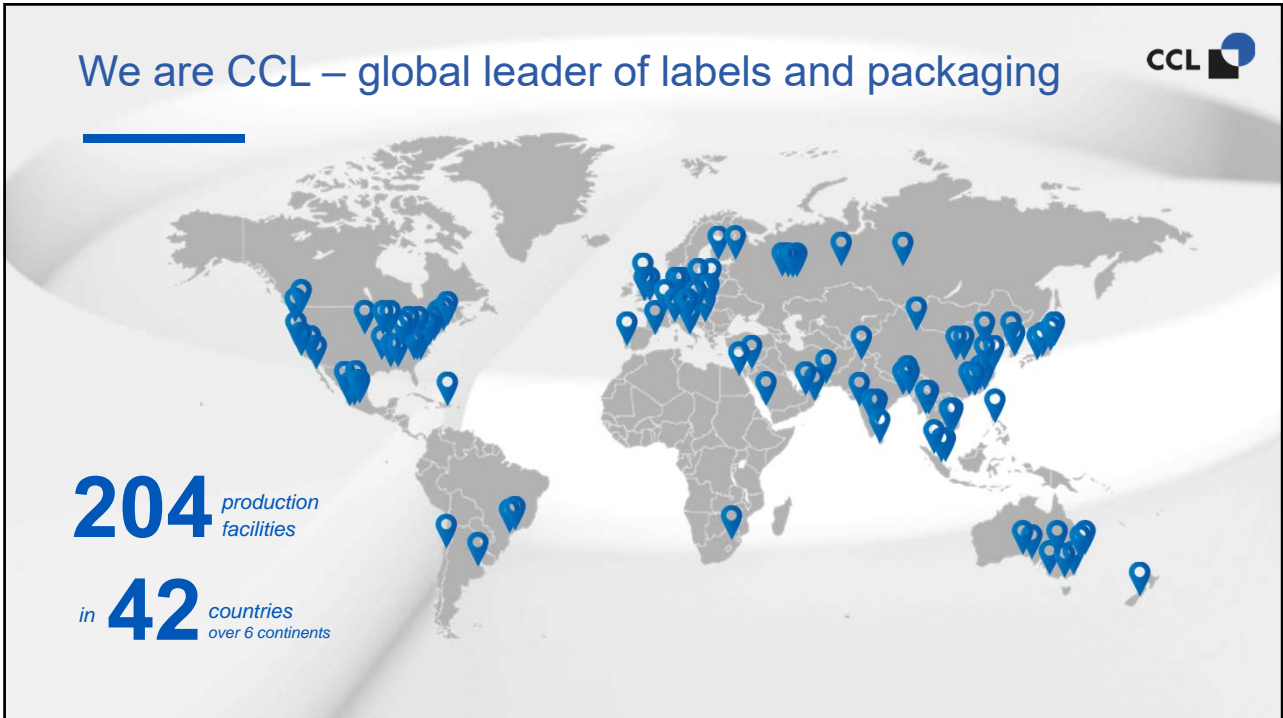 We are CCL – global leader of labels and packaging
CCL
204 production
facilities
in 42 countries
over 6 continents